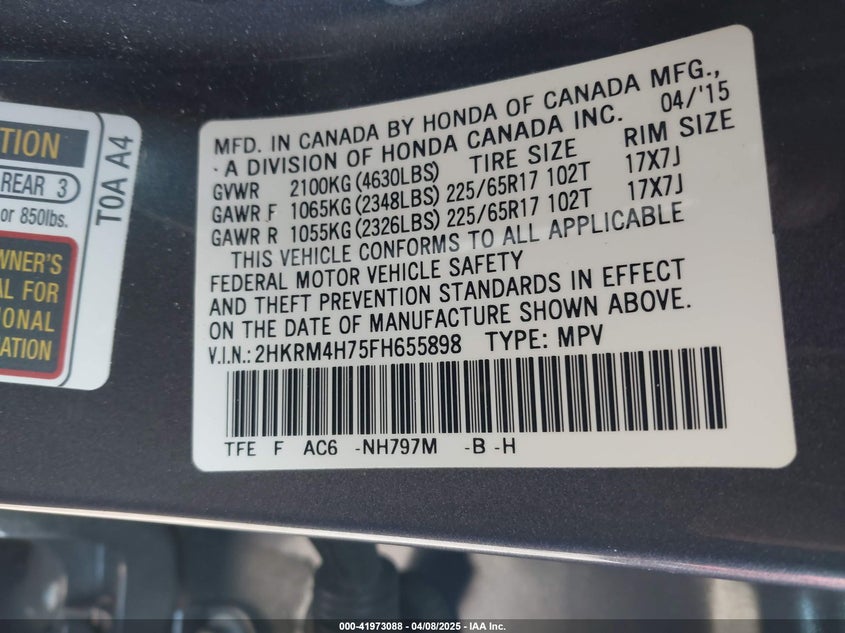 TION
REAR 3
or 850lbs.
WNER'S
AL FOR
IONAL
ATION
T0A A4
MFD. IN CANADA BY HONDA OF CANADA MFG.,
· A DIVISION OF HONDA CANADA INC. 04/'15
TIRE SIZE RIM SIZE
GVWR 2100KG (4630LBS)
GAWR F 1065KG (2348LBS) 225/65R17 102T 17X7J
GAWR R 1055KG (2326LBS) 225/65R17 102T 17X7J
THIS VEHICLE CONFORMS TO ALL APPLICABLE
FEDERAL MOTOR VEHICLE SAFETY
AND THEFT PREVENTION STANDARDS IN EFFECT
ON THE DATE OF MANUFACTURE SHOWN ABOVE.
V.I.N.: 2HKRM4H75FH655898 TYPE: MPV
TFE F AC6 -NH797M -B -H
000-41973088 04/08/2025 IAA Inc.